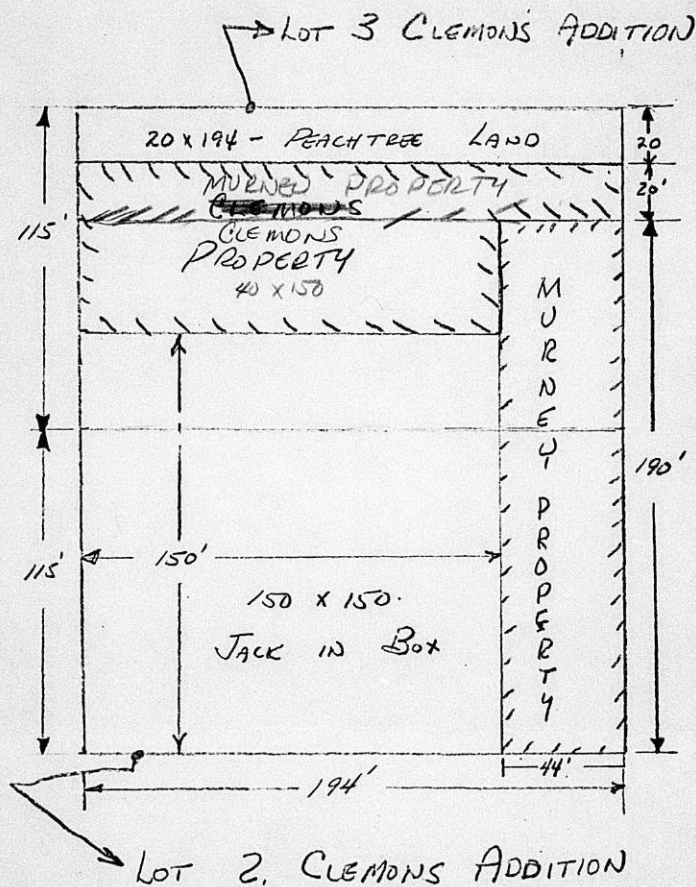 LOT 3 CLEMONS ADDITION
20 x 194 - PEACHTREE LAND
20
MURNEY PROPERTY
20'
CLEMONS
CLEMONS
PROPERTY
40 x 150
115'
MURNEY PROPERTY
190'
115'
150'
150 x 150.
JACK IN BOX
44'
194'
LOT 2, CLEMONS ADDITION